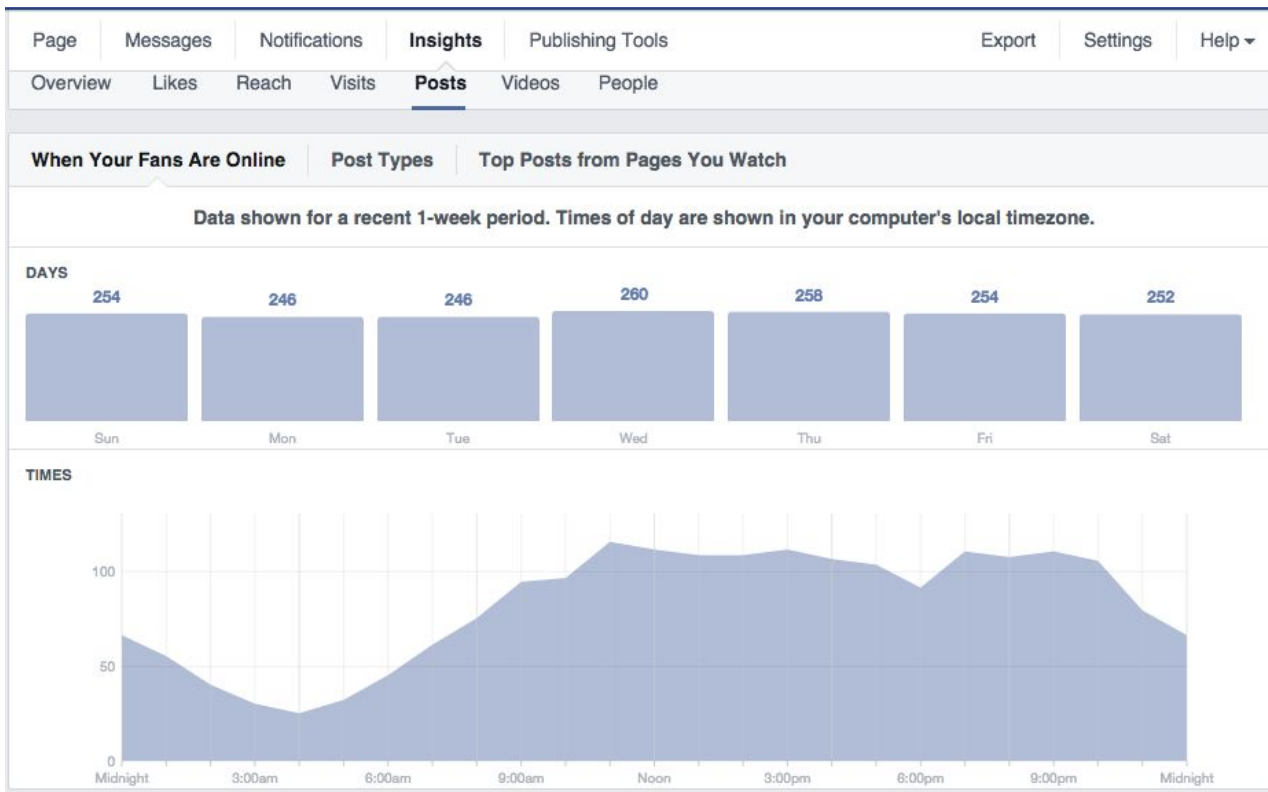 Page Messages Notifications Insights Publishing Tools Export Settings Help
Overview Likes Reach Visits Posts Videos People
When Your Fans Are Online Post Types Top Posts from Pages You Watch
Data shown for a recent 1-week period. Times of day are shown in your computer's local timezone.
DAYS
254 246 246 260 258 254 252
Sun Mon Tue Wed Thu Fri Sat
TIMES
100
50
0
Midnight 3:00am 6:00am 9:00am Noon 3:00pm 6:00pm 9:00pm Midnight